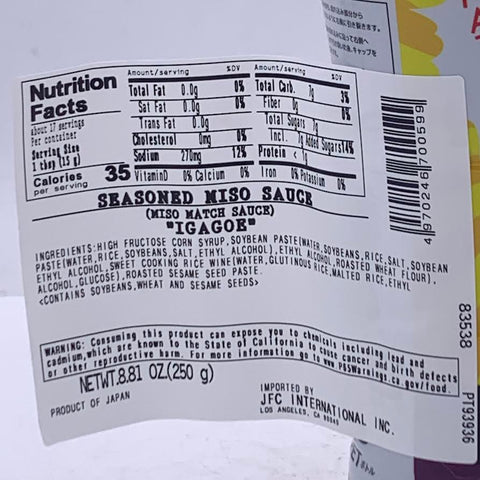 Nutrition
Facts
About 17 servings
Per container
Serving Size
1 tbsp (15 g)
Calories 35
per serving
Amount/serving %DV
Total Fat 0.0g 0%
Sat Fat 0.0g 0%
Trans Fat 0.0g
Cholesterol 0mg 0%
Sodium 270mg 12%
VitaminD 0% Calcium 0%
Amount/serving %DV
Total Carb. 7g 3%
Fiber 0g 0%
Total Sugars 7g
Incl. 7g Added Sugars 14%
Protein < 1g
Iron 0% Potassium 0%
SEASONED MISO SAUCE
(MISO MATCH SAUCE)
"IGAGOE"
INGREDIENTS:HIGH FRUCTOSE CORN SYRUP,SOYBEAN PASTE(WATER,SOYBEANS,RICE,SALT,SOYBEAN
PASTE(WATER,RICE,SOYBEANS,SALT,ETHYL ALCOHOL),ETHYL ALCOHOL,ROASTED WHEAT FLOUR),
ETHYL ALCOHOL,SWEET COOKING RICE WINE(WATER,GLUTINOUS RICE,MALTED RICE,ETHYL
ALCOHOL,GLUCOSE),ROASTED SESAME SEED PASTE.
<CONTAINS SOYBEANS,WHEAT AND SESAME SEEDS>
WARNING: Consuming this product can expose you to chemicals including lead and
cadmium,which are known to the State of California to cause cancer and birth defects
or other reproductive harm. For more information go to www.P65Warnings.ca.gov/food.
NETWT.8.81 OZ.(250 g)
PRODUCT OF JAPAN
IMPORTED BY
JFC INTERNATIONAL INC.
LOS ANGELES, CA 90040
4 970246 700599
83538 PT93936